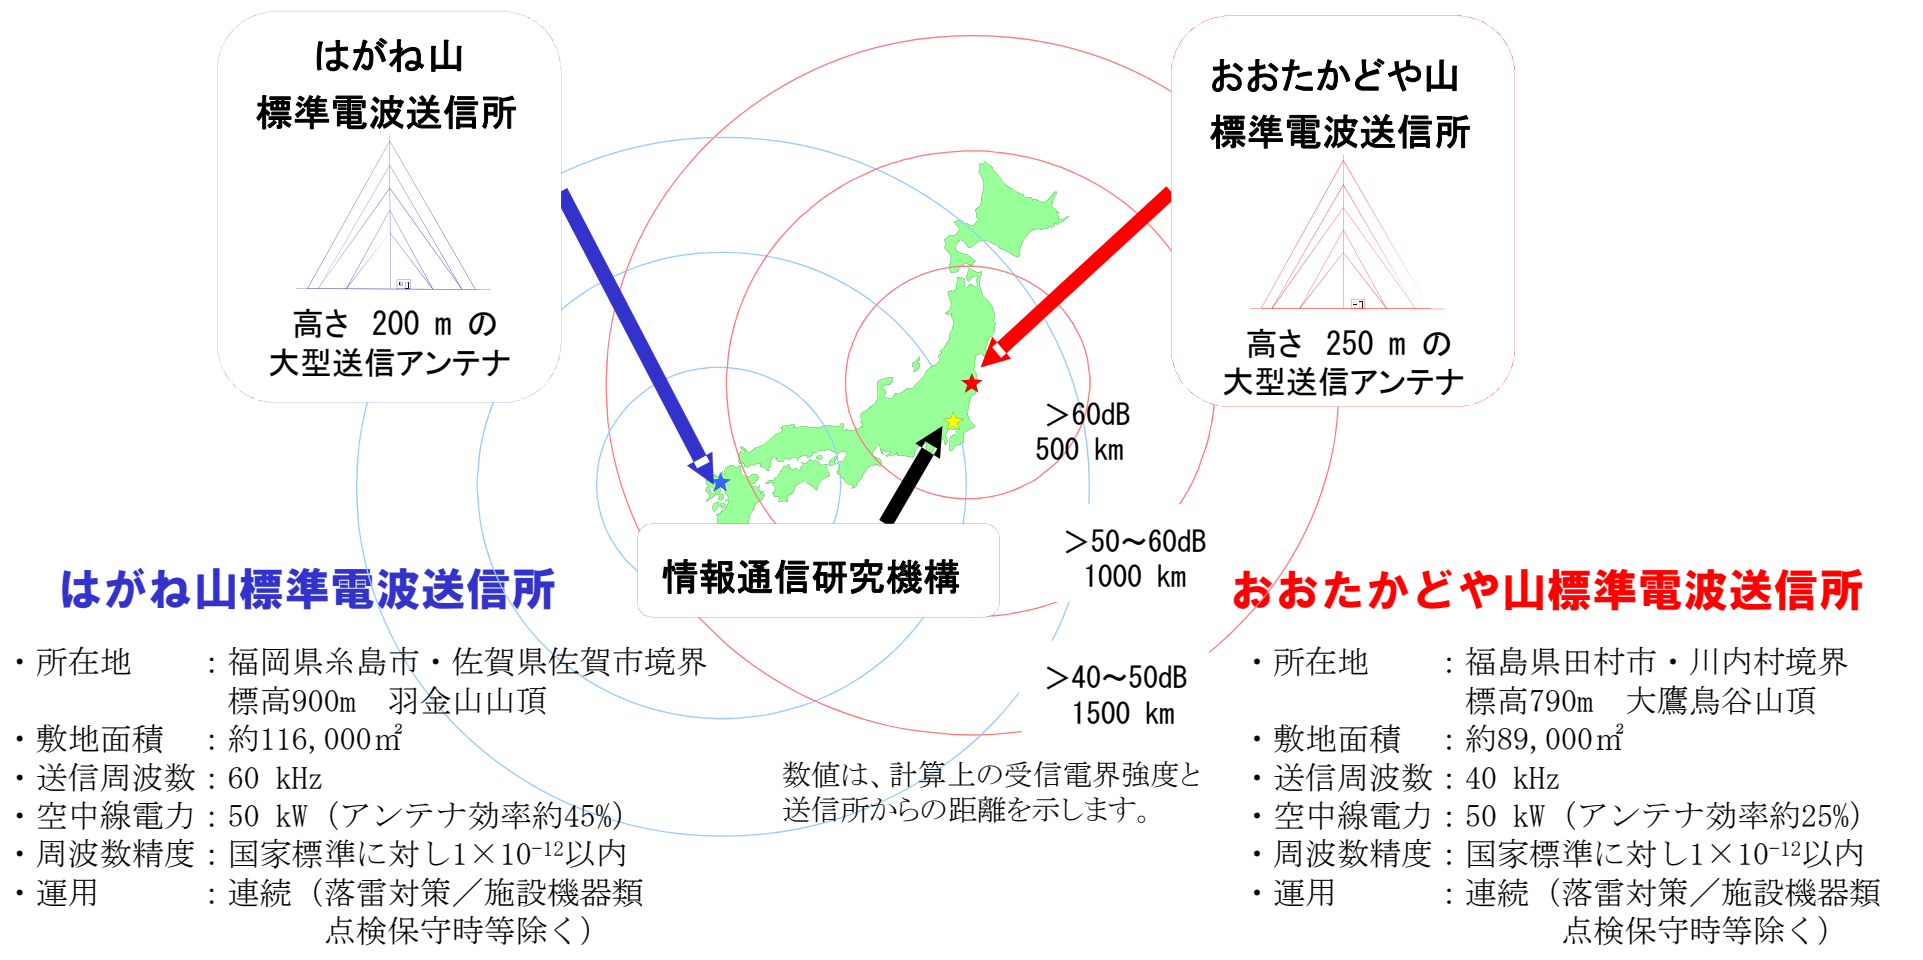 はがね山
標準電波送信所
高さ 200 m の
大型送信アンテナ
おおたかどや山
標準電波送信所
高さ 250 m の
大型送信アンテナ
>60dB
500 km
>50～60dB
1000 km
>40～50dB
1500 km
情報通信研究機構
数値は、計算上の受信電界強度と
送信所からの距離を示します。
はがね山標準電波送信所
・所在地 ：福岡県糸島市・佐賀県佐賀市境界
標高900m 羽金山山頂
・敷地面積 ：約116,000㎡
・送信周波数：60 kHz
・空中線電力：50 kW（アンテナ効率約45%）
・周波数精度：国家標準に対し1×10⁻¹²以内
・運用 ：連続（落雷対策／施設機器類
点検保守時等除く）
おおたかどや山標準電波送信所
・所在地 ：福島県田村市・川内村境界
標高790m 大鷹鳥谷山頂
・敷地面積 ：約89,000㎡
・送信周波数：40 kHz
・空中線電力：50 kW（アンテナ効率約25%）
・周波数精度：国家標準に対し1×10⁻¹²以内
・運用 ：連続（落雷対策／施設機器類
点検保守時等除く）